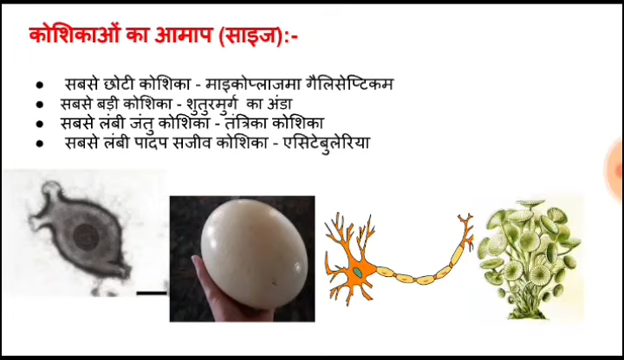 कोशिकाओं का आमाप (साइज):-
● सबसे छोटी कोशिका - माइकोप्लाजमा गैलिसेप्टिकम
● सबसे बड़ी कोशिका - शुतुरमुर्ग का अंडा
● सबसे लंबी जंतु कोशिका - तंत्रिका कोशिका
● सबसे लंबी पादप सजीव कोशिका - एसिटेबुलेरिया